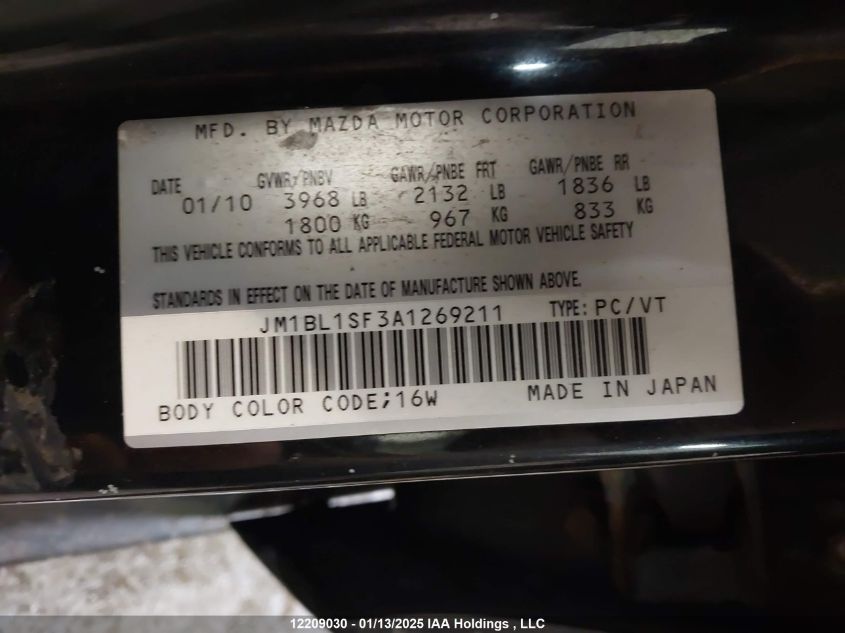 MFD. BY MAZDA MOTOR CORPORATION
DATE GVWR/PNBV GAWR/PNBE FRT GAWR/PNBE RR
01/10 3968 LB 2132 LB 1836 LB
1800 KG 967 KG 833 KG
THIS VEHICLE CONFORMS TO ALL APPLICABLE FEDERAL MOTOR VEHICLE SAFETY
STANDARDS IN EFFECT ON THE DATE OF MANUFACTURE SHOWN ABOVE.
JM1BL1SF3A1269211 TYPE: PC/VT
BODY COLOR CODE;16W MADE IN JAPAN
12209030 - 01/13/2025 IAA Holdings , LLC